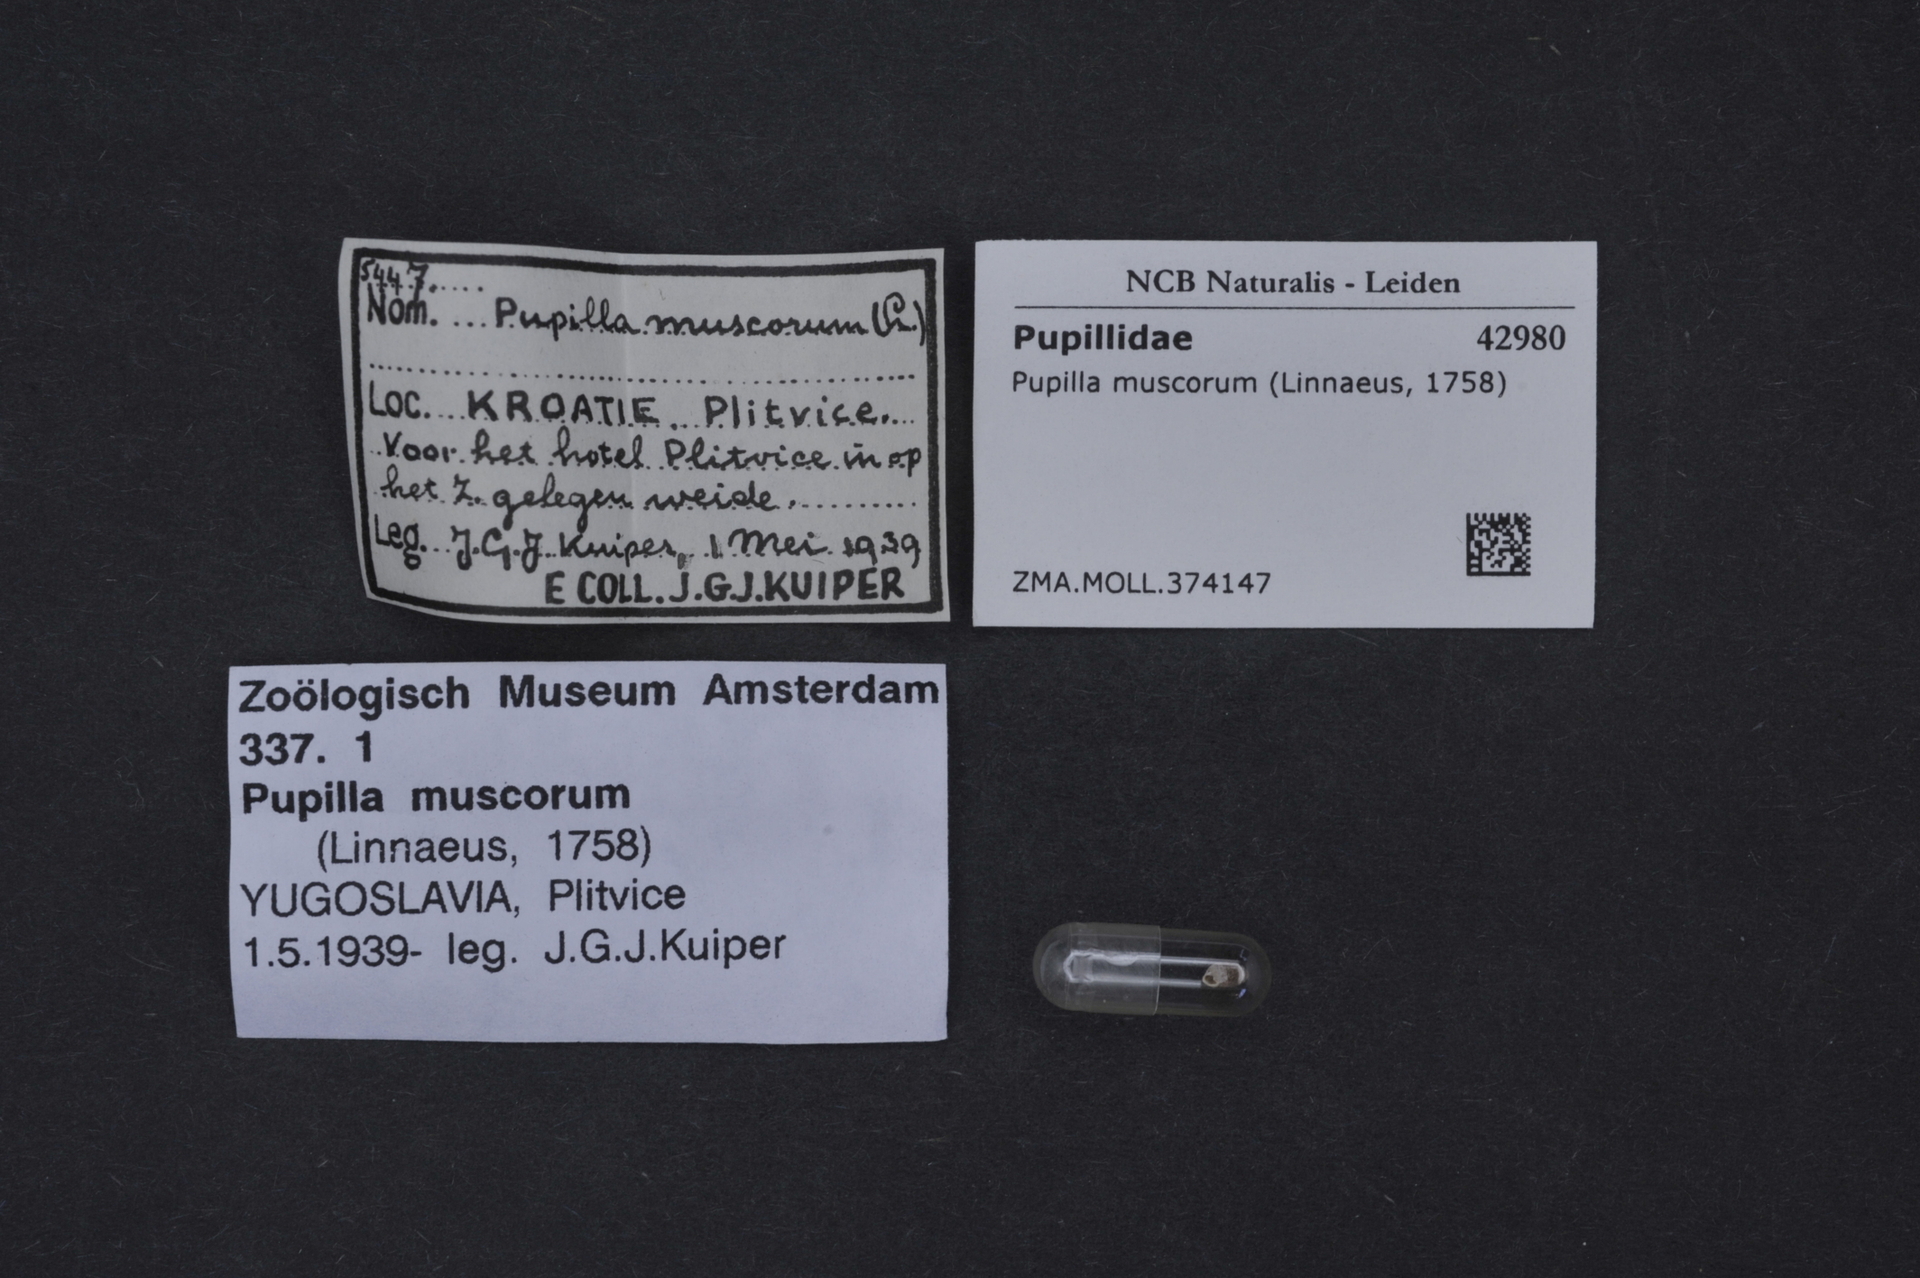 5447.....
Nom. ... Pupilla muscorum (L.)
Loc. ... KROATIE ... Plitvice....
Voor het hotel Plitvice in op
het Z. gelegen weide.
Leg. .. J.G.J. Kuiper, 1 Mei 1939
E COLL. J.G.J. KUIPER
NCB Naturalis - Leiden
Pupillidae 42980
Pupilla muscorum (Linnaeus, 1758)
ZMA.MOLL.374147
Zoölogisch Museum Amsterdam
337. 1
Pupilla muscorum
(Linnaeus, 1758)
YUGOSLAVIA, Plitvice
1.5.1939- leg. J.G.J.Kuiper